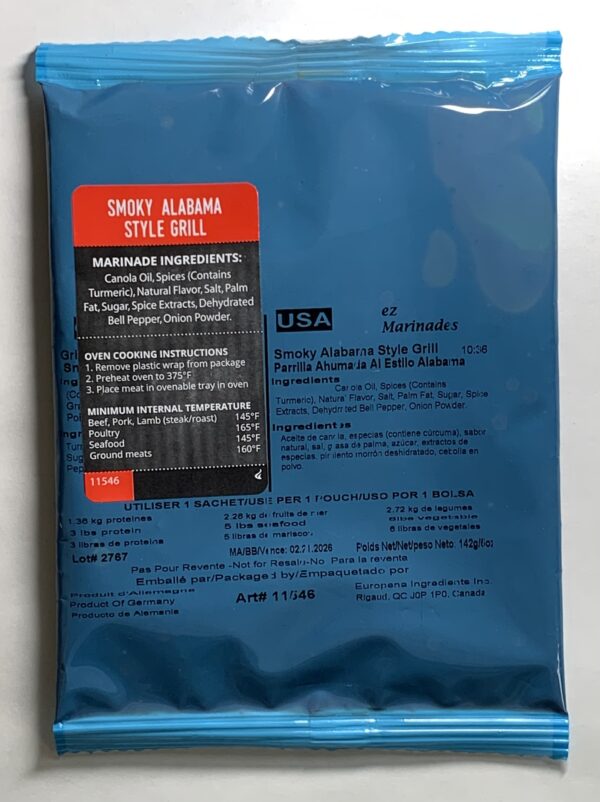 SMOKY ALABAMA
STYLE GRILL
MARINADE INGREDIENTS:
Canola Oil, Spices (Contains
Turmeric), Natural Flavor, Salt, Palm
Fat, Sugar, Spice Extracts, Dehydrated
Bell Pepper, Onion Powder.
OVEN COOKING INSTRUCTIONS
1. Remove plastic wrap from package
2. Preheat oven to 375°F
3. Place meat in ovenable tray in oven
MINIMUM INTERNAL TEMPERATURE
Beef, Pork, Lamb (steak/roast) 145°F
Poultry 165°F
Seafood 145°F
Ground meats 160°F
11546
USA
ez
Marinades
Smoky Alabama Style Grill 10:36
Parrilla Ahumada Al Estilo Alabama
Ingredients
Canola Oil, Spices (Contains
Turmeric), Natural Flavor, Salt, Palm Fat, Sugar, Spice
Extracts, Dehydrated Bell Pepper, Onion Powder.
Ingredientes
Aceite de canola, especias (contiene cúrcuma), sabor
natural, sal, grasa de palma, azúcar, extractos de
especias, pimiento morrón deshidratado, cebolla en
polvo.
UTILISER 1 SACHET/USE PER 1 POUCH/USO POR 1 BOLSA
1.36 kg proteines 2.28 kg de fruits de mer 2.72 kg de legumes
3 lbs protein 5 lbs seafood 6lbs vegetable
3 libras de protein 5 libras de mariscos 6 libras de vegetales
Lot# 2767 MA/BB/Vence: 02.21.2026 Poids Net/Net/peso Neto: 142g/5oz
Pas Pour Revente -Not for Resale-No Para la revente
Emballé par/Packaged by/Empaquetado por
Produit d'Allemagne
Product Of Germany
Producto de Alemania
Art# 11546
Europena Ingredients Inc.
Rigaud, QC J0P 1P0, Canada